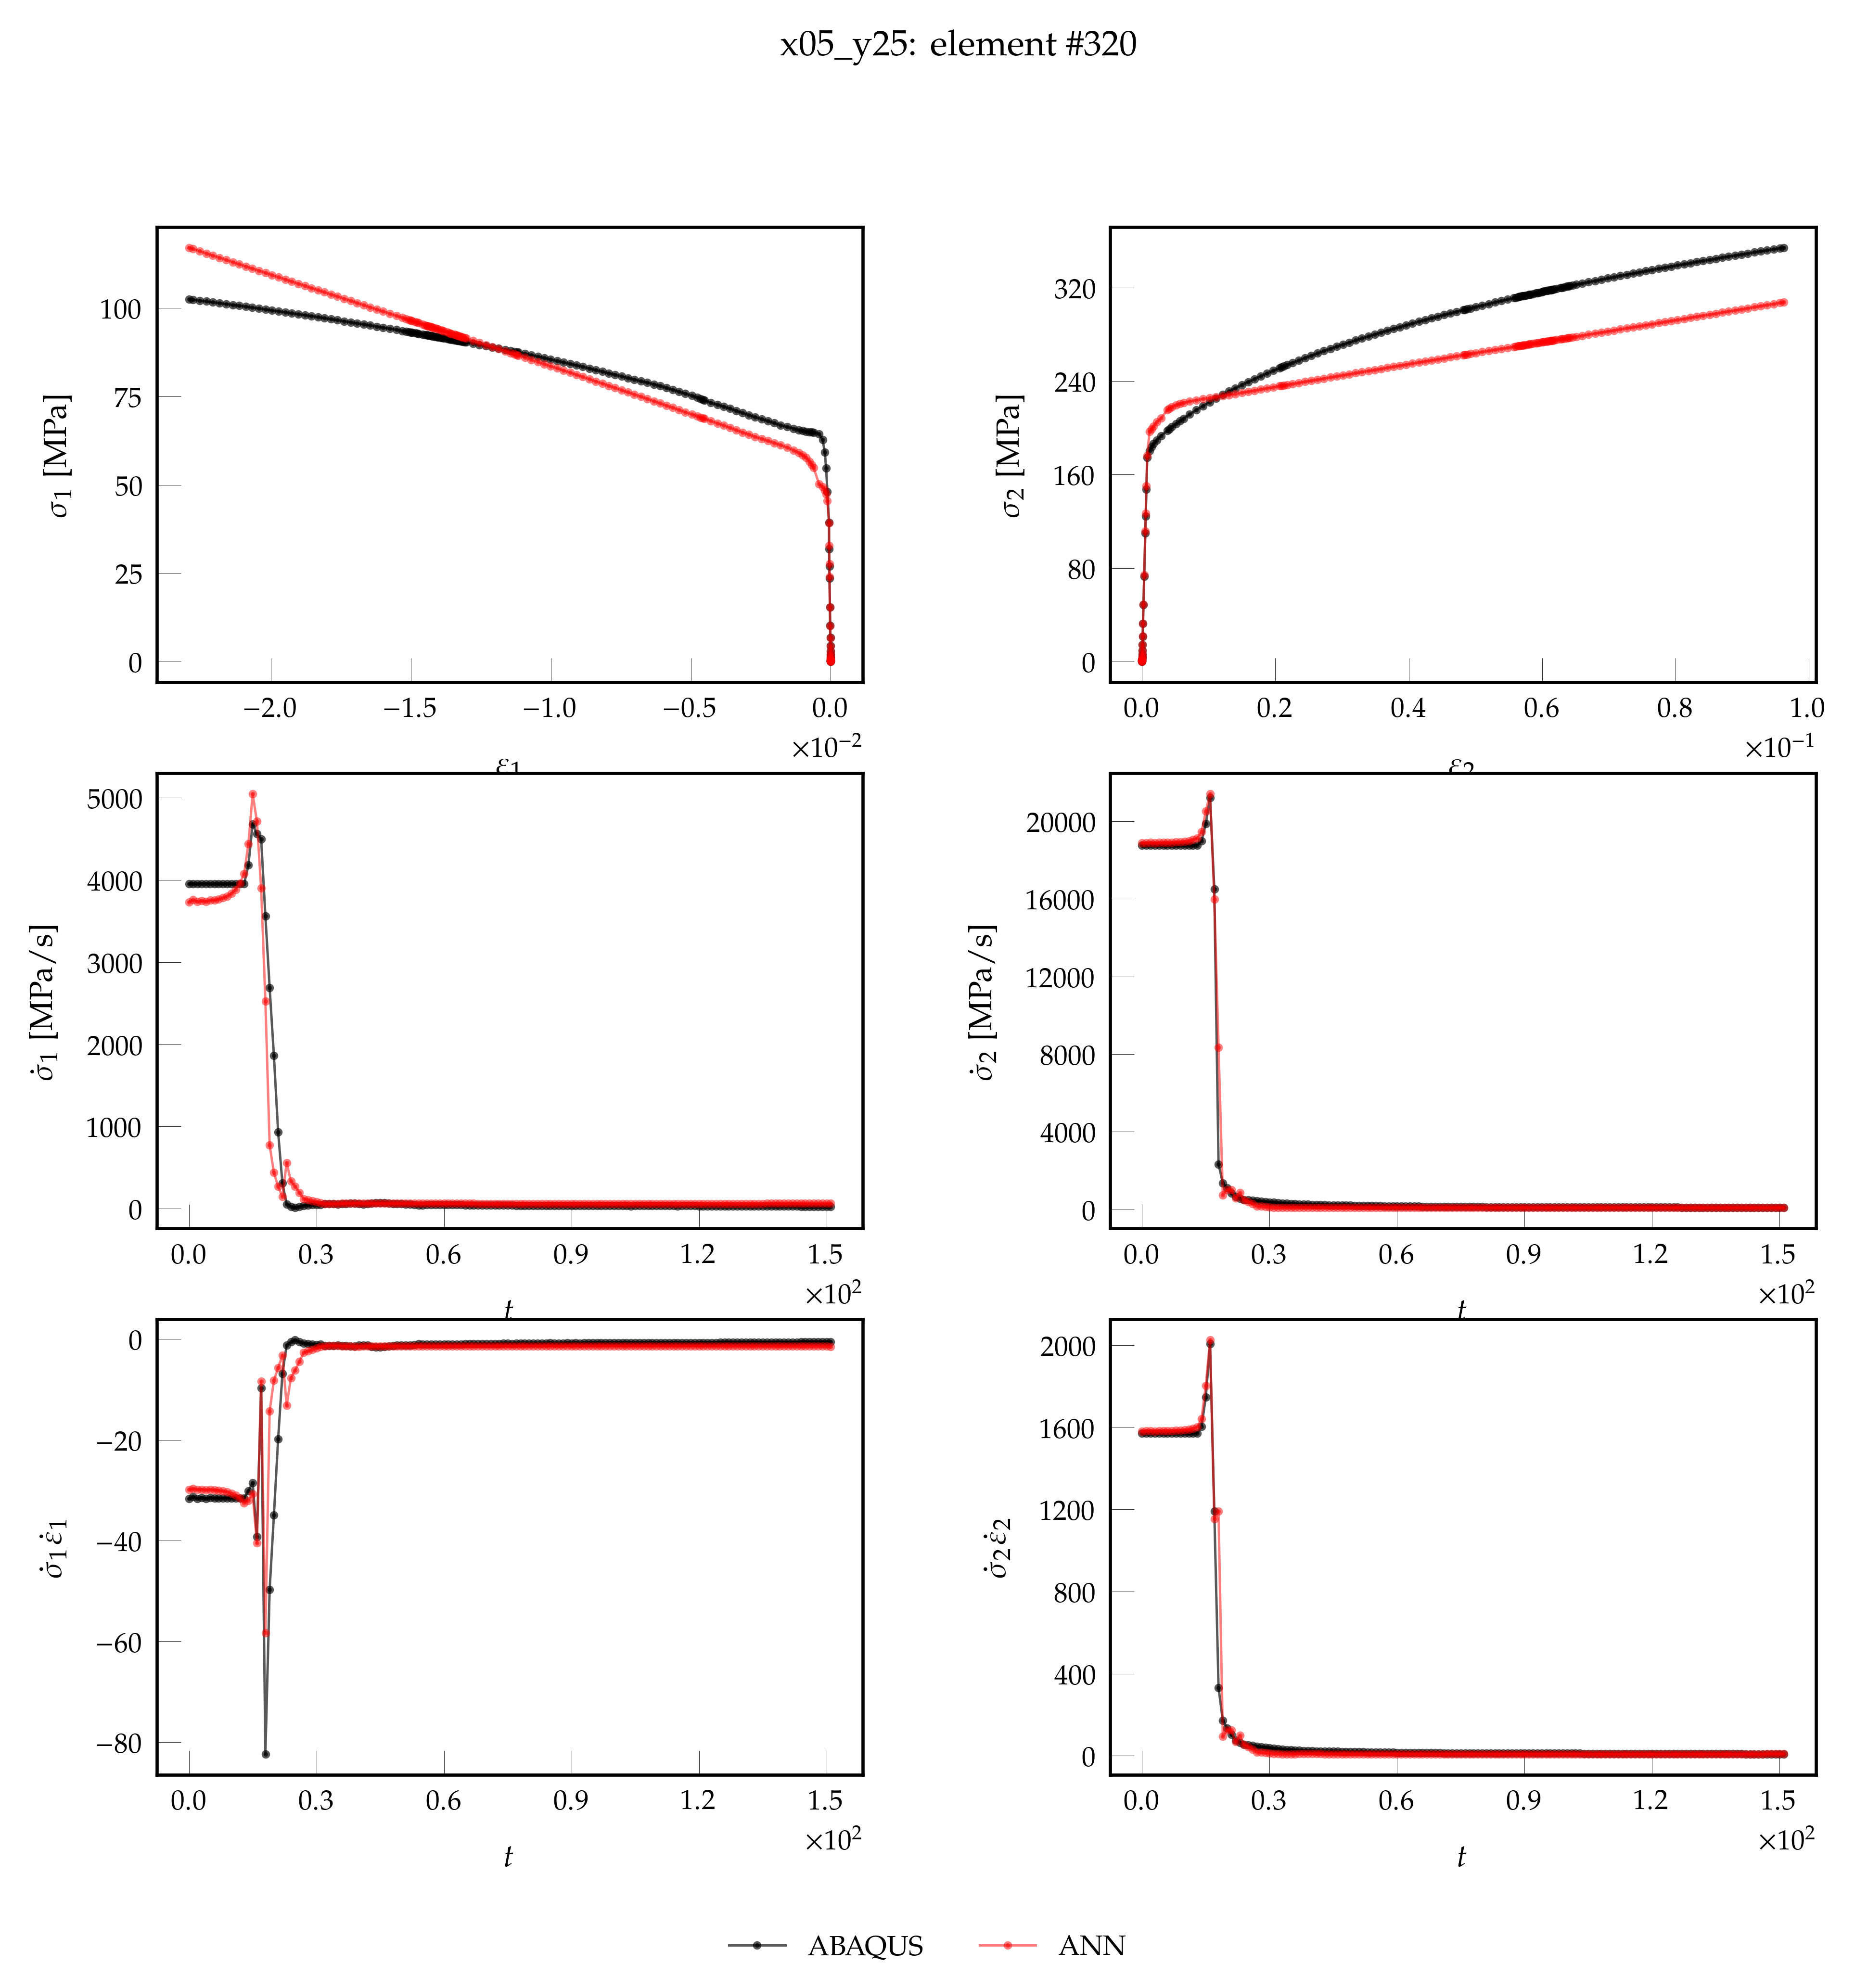 x05_y25: element #320
σ1 [MPa]
100
75
50
25
0
−2.0 −1.5 −1.0 −0.5 0.0
×10−2
ε1
σ2 [MPa]
320
240
160
80
0
0.0 0.2 0.4 0.6 0.8 1.0
×10−1
ε2
σ̇1 [MPa/s]
5000
4000
3000
2000
1000
0
0.0 0.3 0.6 0.9 1.2 1.5
×102
t
σ̇2 [MPa/s]
20000
16000
12000
8000
4000
0
0.0 0.3 0.6 0.9 1.2 1.5
×102
t
σ̇1ε̇1
0
−20
−40
−60
−80
0.0 0.3 0.6 0.9 1.2 1.5
×102
t
σ̇2ε̇2
2000
1600
1200
800
400
0
0.0 0.3 0.6 0.9 1.2 1.5
×102
t
ABAQUS ANN